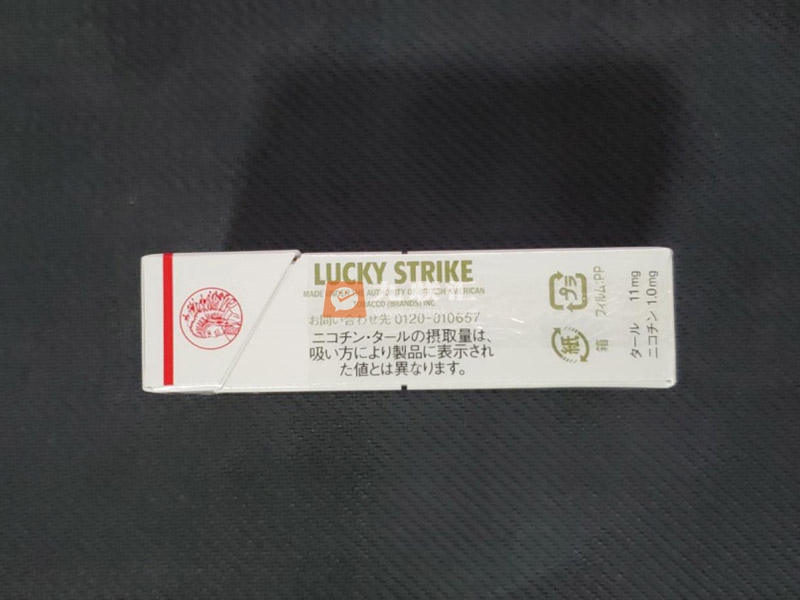 LUCKY STRIKE
MADE UNDER THE AUTHORITY OF BRITISH AMERICAN
TOBACCO (BRANDS) INC.
お問い合わせ先 0120-010657
ニコチン・タールの摂取量は、
吸い方により製品に表示され
た値とは異なります。
プラ
フィルム:PP
紙
箱
タール 11mg
ニコチン 1.0mg